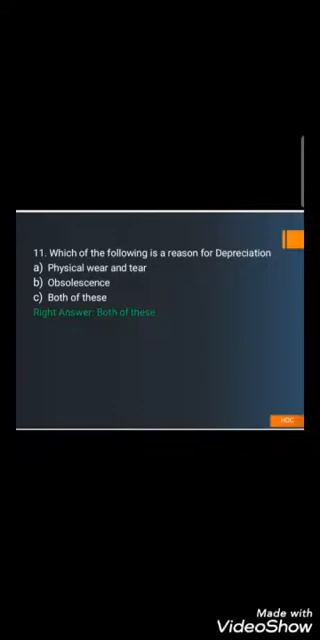 11. Which of the following is a reason for Depreciation
a) Physical wear and tear
b) Obsolescence
c) Both of these
Right Answer: Both of these
HOC
Made with
VideoShow